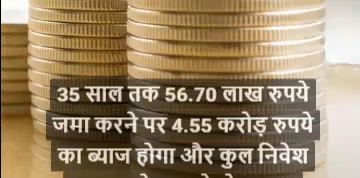 35 साल तक 56.70 लाख रुपये
जमा करने पर 4.55 करोड़ रुपये
का ब्याज होगा और कुल निवेश